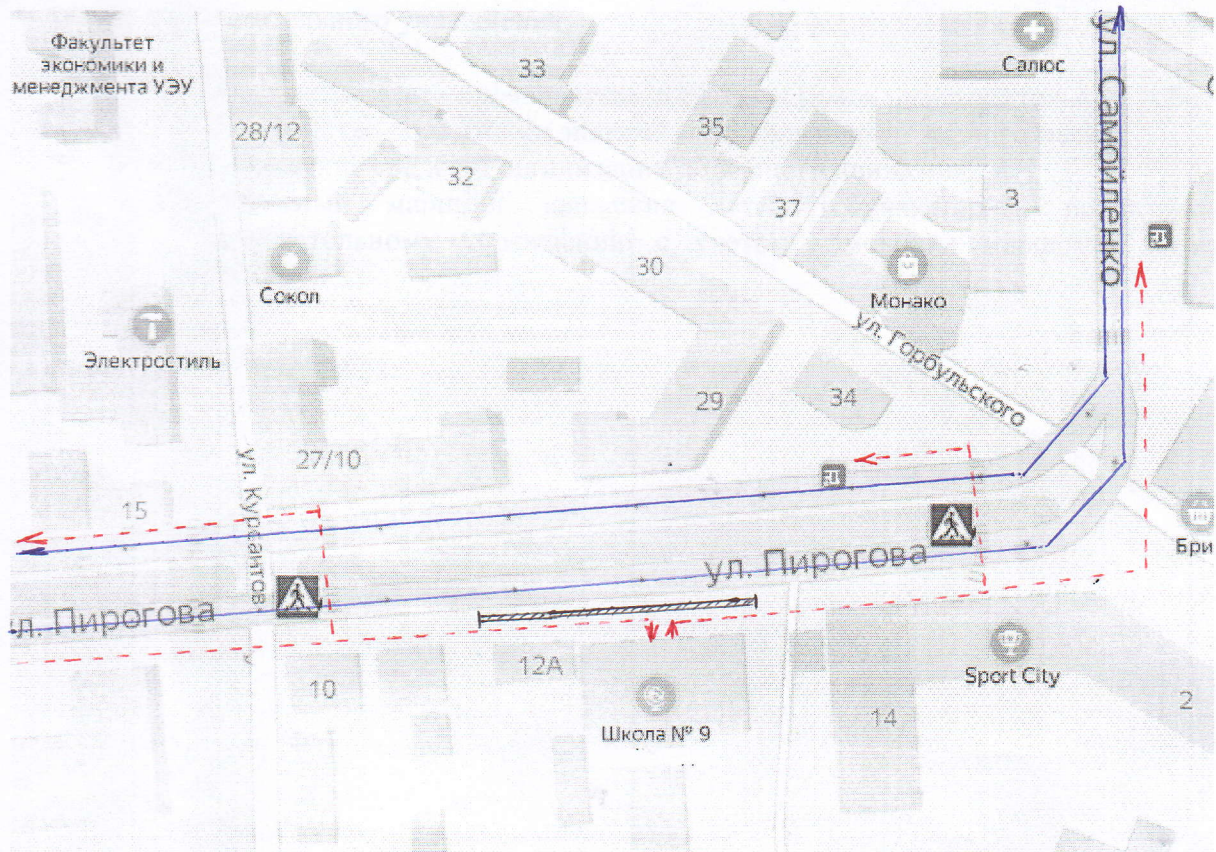 Факультет
экономики и
менеджмента УЭУ
33
Салюс
ул. Самойленко
28/12
35
32
3
37
30
Сокол
Монако
ул. Горбульского
Электростиль
29
34
27/10
ул. Курсантов
15
Бри
ул. Пирогова
л. Пирогова
12А
10
Sport City
14
2
Школа № 9